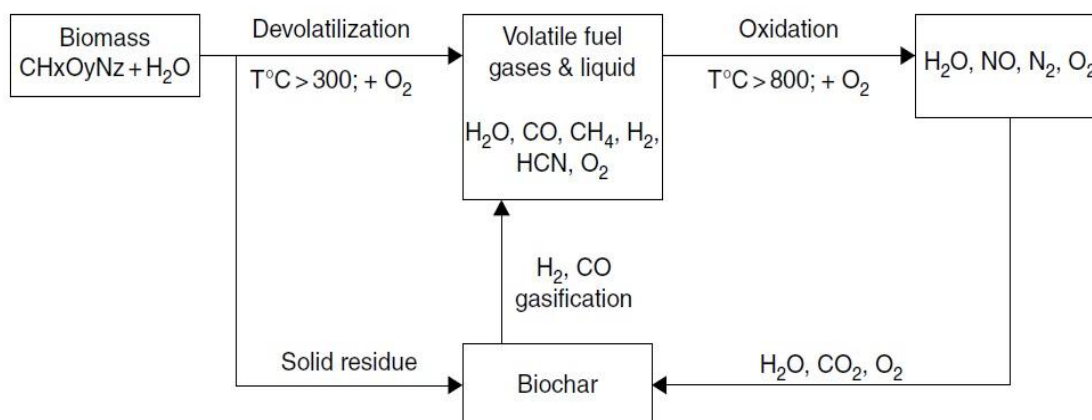 Biomass
CHxOyNz + H₂O
Devolatilization
T°C > 300; + O₂
Volatile fuel
gases & liquid
H₂O, CO, CH₄, H₂,
HCN, O₂
Oxidation
T°C > 800; + O₂
H₂O, NO, N₂, O₂
H₂, CO
gasification
Solid residue
Biochar
H₂O, CO₂, O₂